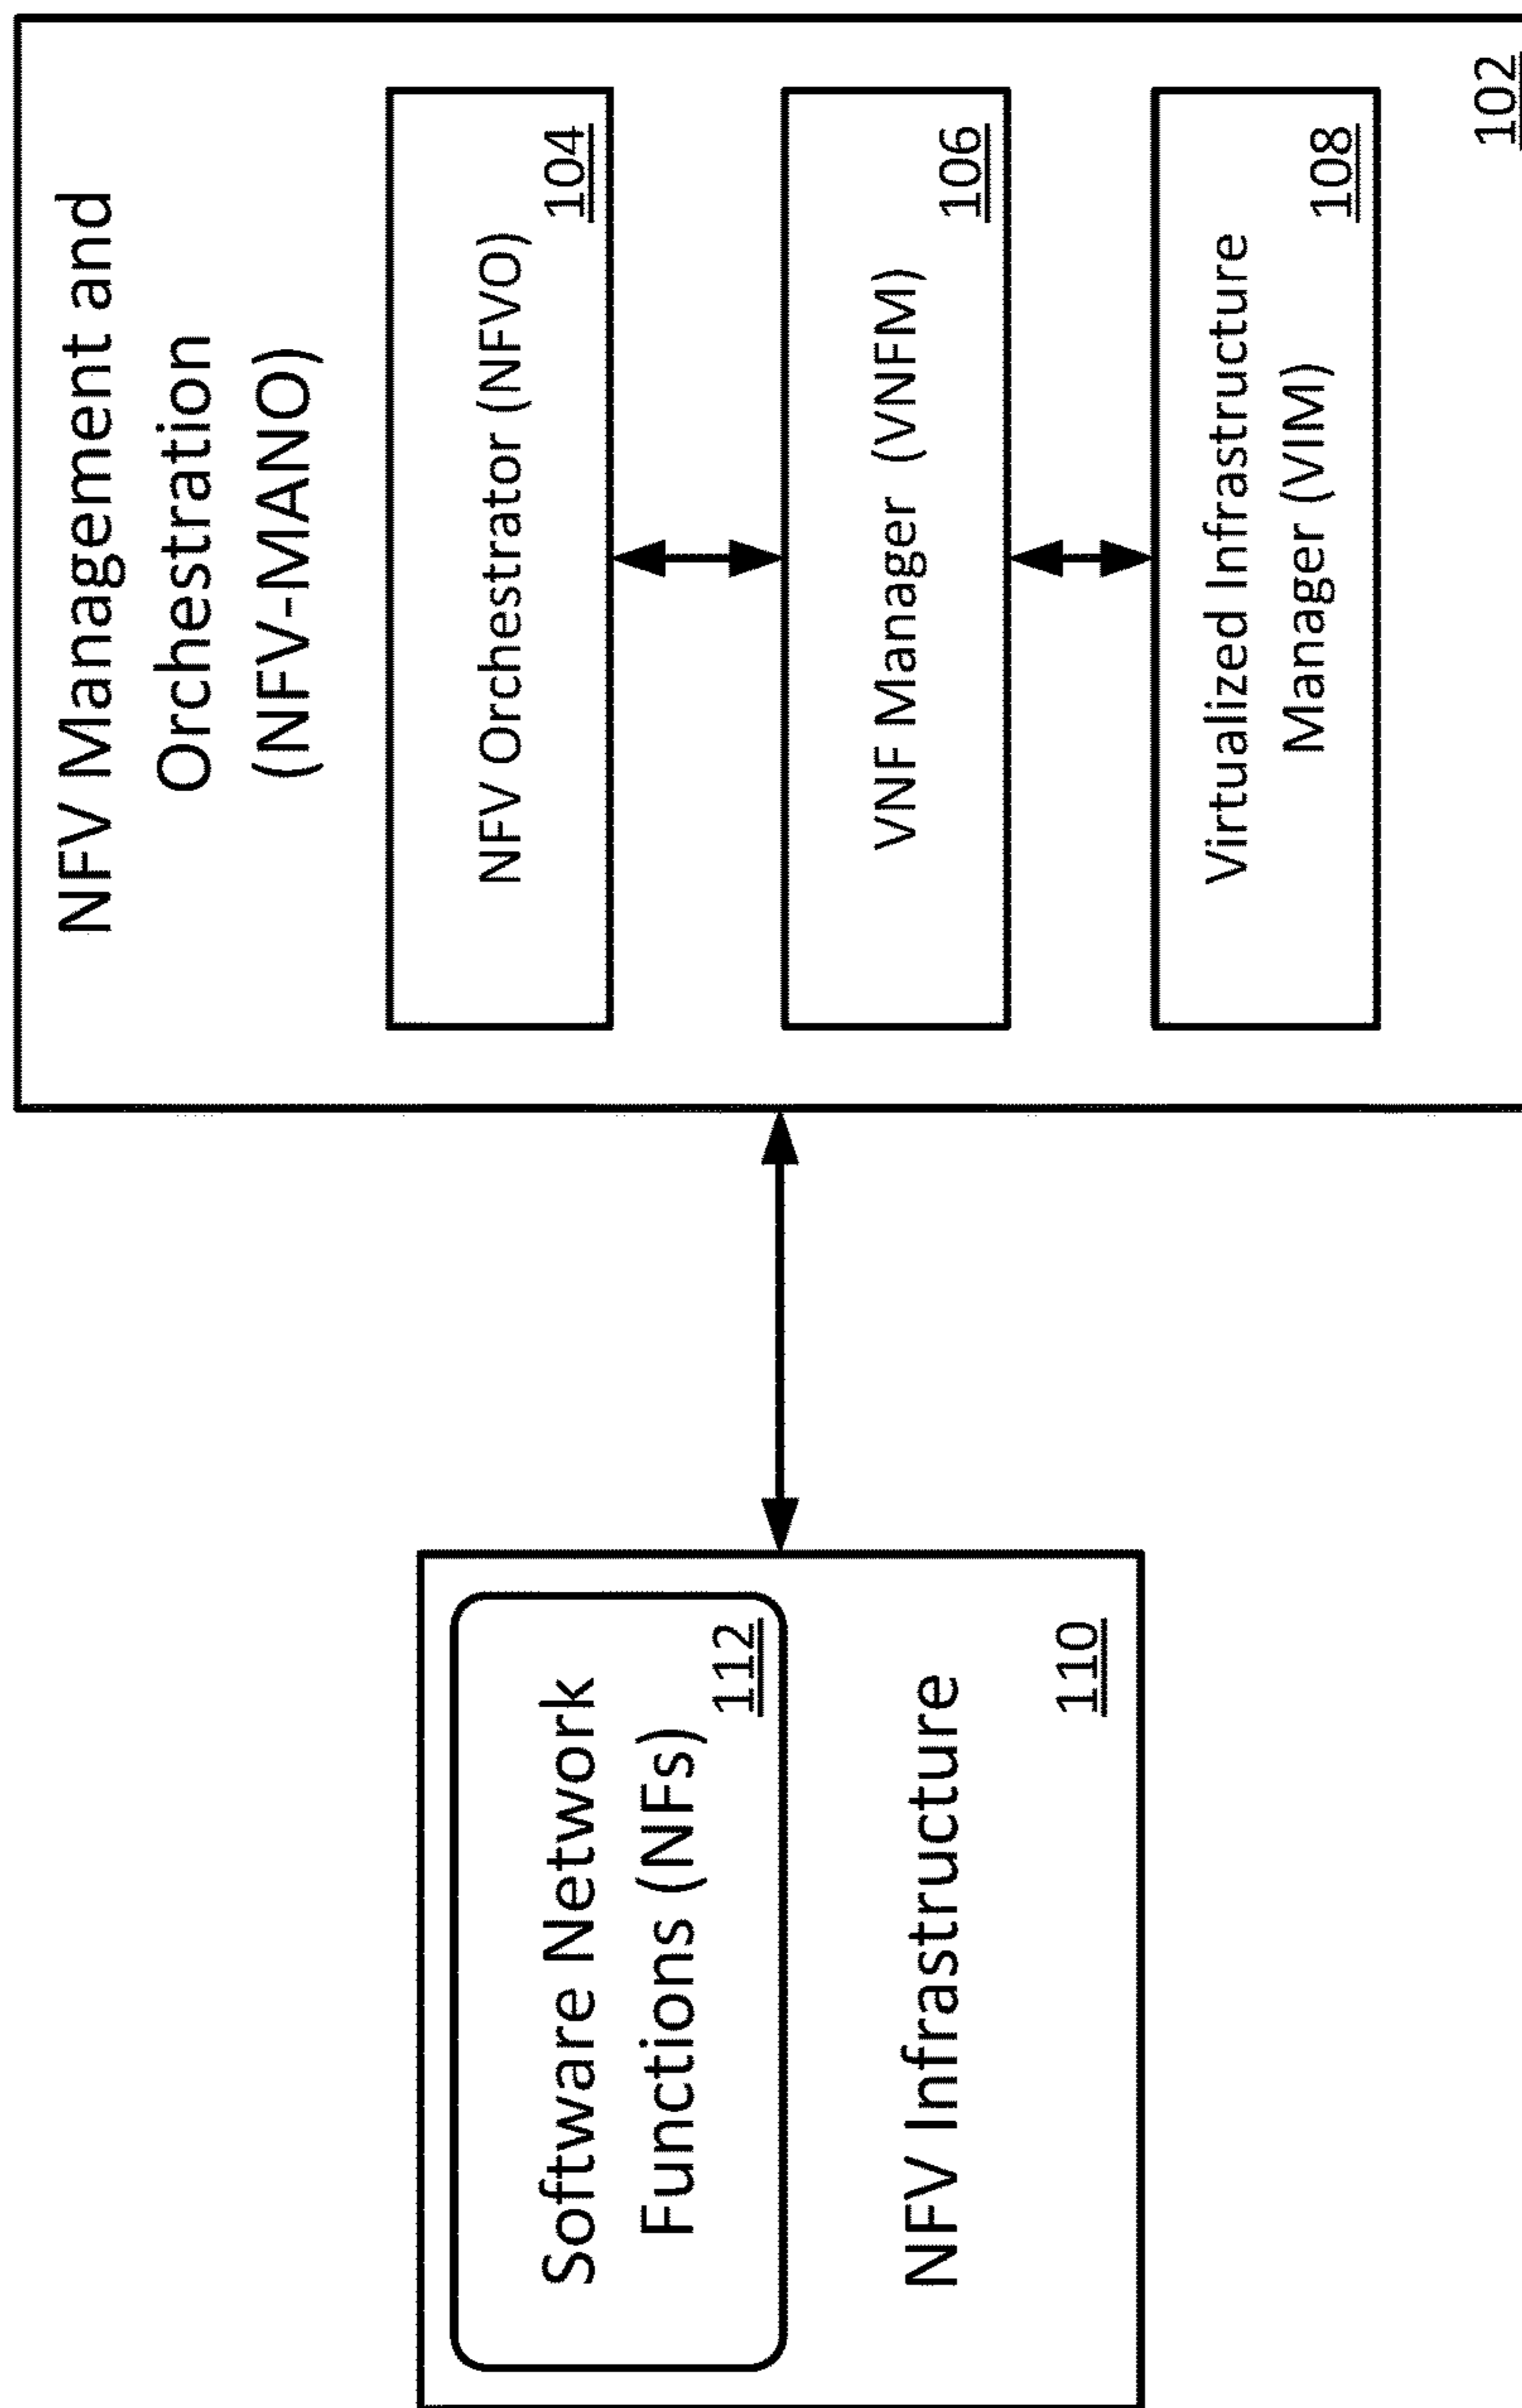 Software Network
Functions (NFs)
112
NFV Infrastructure
110
NFV Management and
Orchestration
(NFV-MANO)
NFV Orchestrator (NFVO)
104
VNF Manager (VNFM)
106
Virtualized Infrastructure
Manager (VIM)
108
102